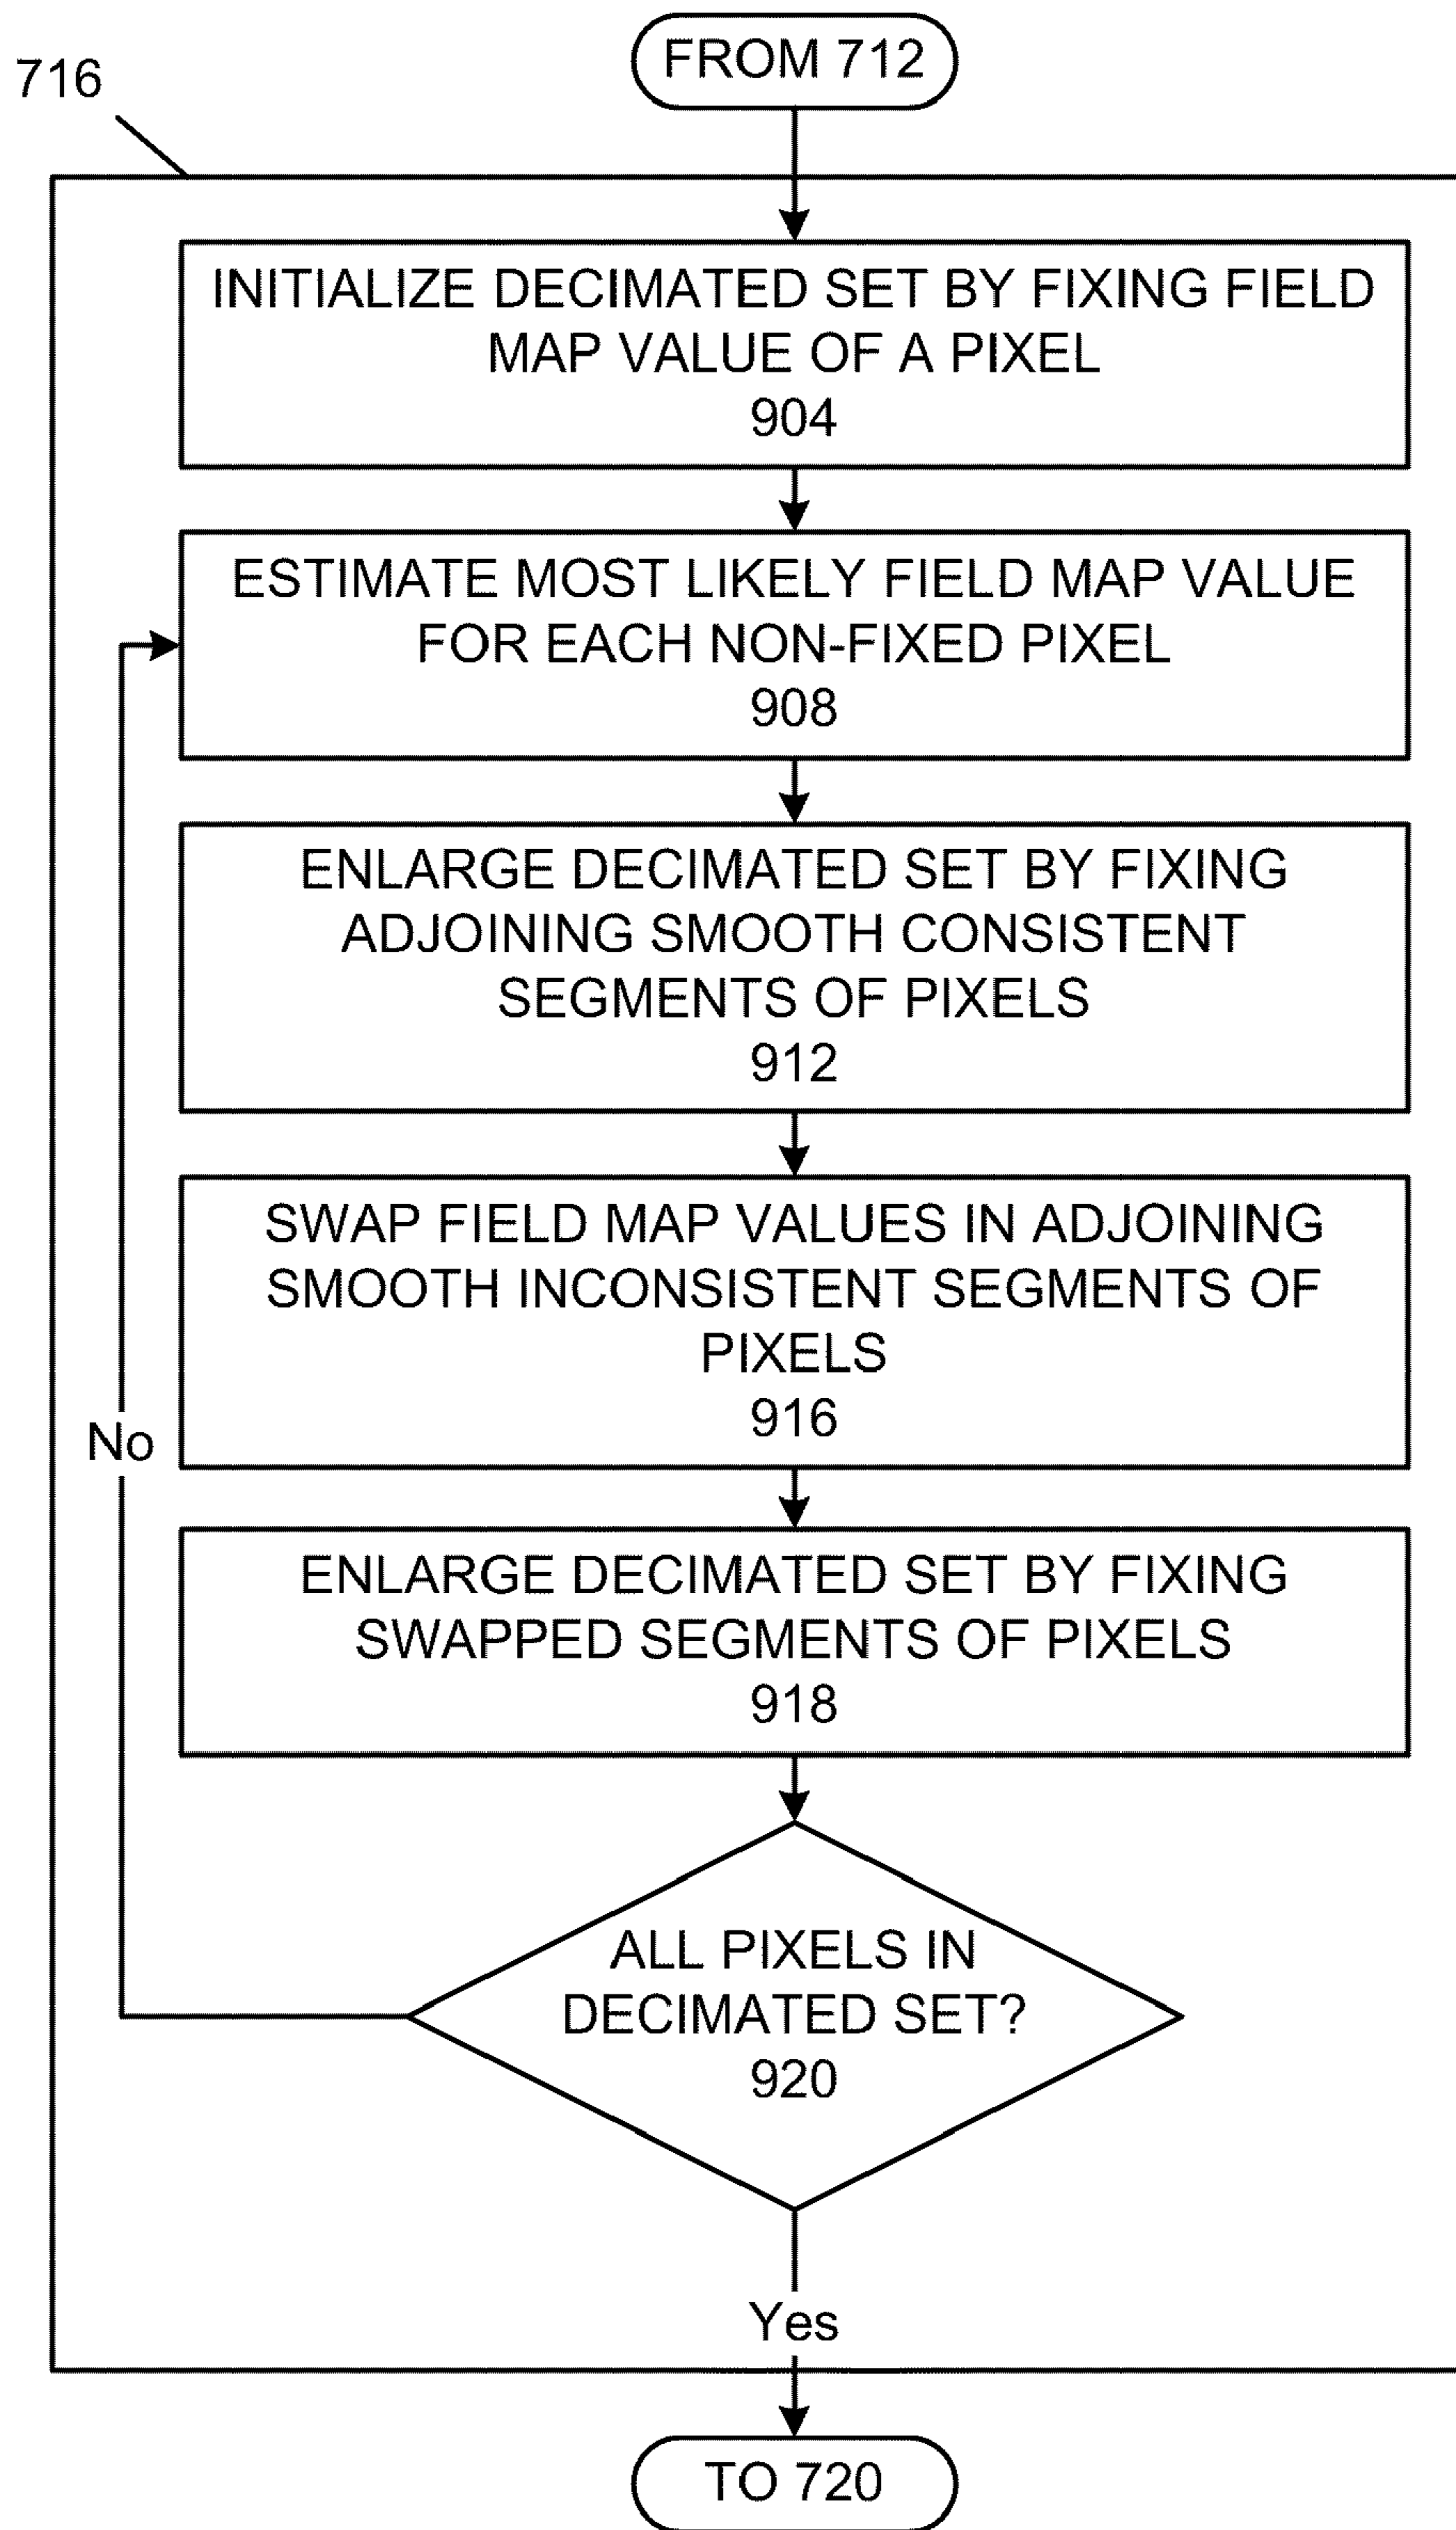 FROM 712
716
INITIALIZE DECIMATED SET BY FIXING FIELD
MAP VALUE OF A PIXEL
904
ESTIMATE MOST LIKELY FIELD MAP VALUE
FOR EACH NON-FIXED PIXEL
908
ENLARGE DECIMATED SET BY FIXING
ADJOINING SMOOTH CONSISTENT
SEGMENTS OF PIXELS
912
SWAP FIELD MAP VALUES IN ADJOINING
SMOOTH INCONSISTENT SEGMENTS OF
PIXELS
916
No
ENLARGE DECIMATED SET BY FIXING
SWAPPED SEGMENTS OF PIXELS
918
ALL PIXELS IN
DECIMATED SET?
920
Yes
TO 720